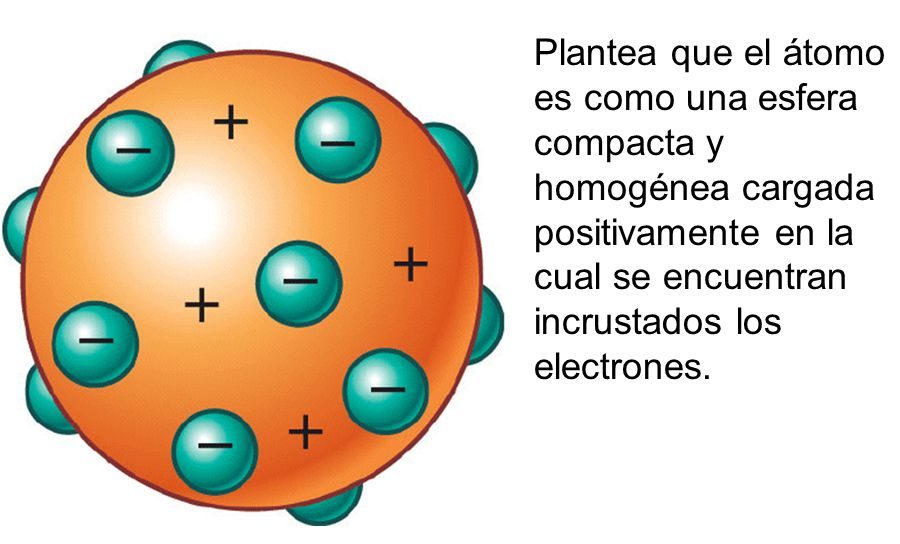 Plantea que el átomo
es como una esfera
compacta y
homogénea cargada
positivamente en la
cual se encuentran
incrustados los
electrones.